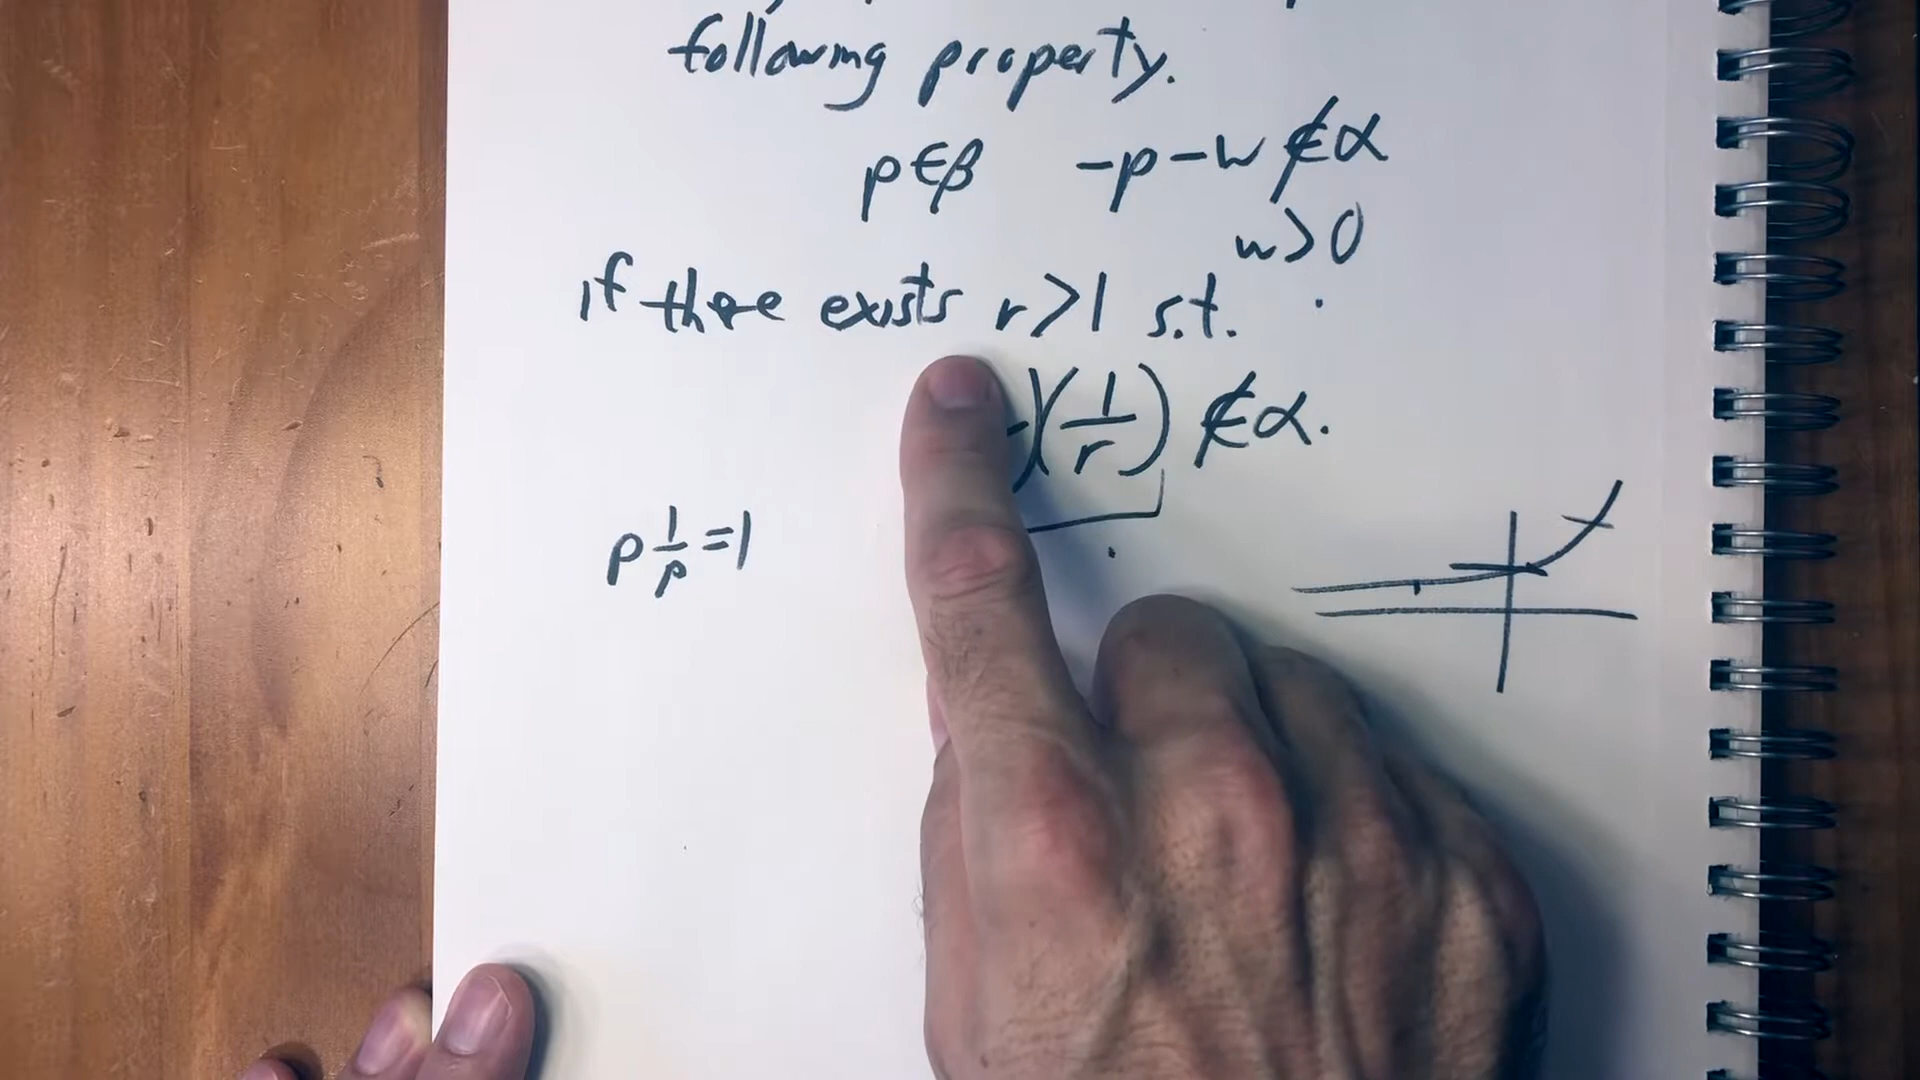 following property.
p∈β -p-w∉α
w>0
if there exists r>1 s.t.
)(1/r)∉α.
p 1/p=1